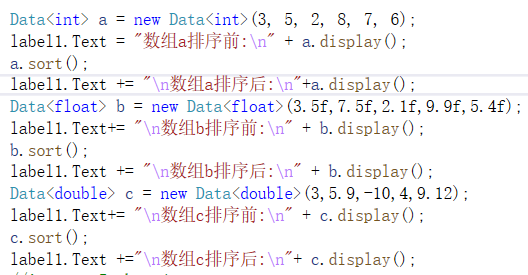 Data<int> a = new Data<int>(3, 5, 2, 8, 7, 6);
label1.Text = "数组a排序前:\n" + a.display();
a.sort();
label1.Text += "\n数组a排序后:\n"+a.display();
Data<float> b = new Data<float>(3.5f,7.5f,2.1f,9.9f,5.4f);
label1.Text+= "\n数组b排序前:\n" + b.display();
b.sort();
label1.Text += "\n数组b排序后:\n" + b.display();
Data<double> c = new Data<double>(3,5.9,-10,4,9.12);
label1.Text+= "\n数组c排序前:\n" + c.display();
c.sort();
label1.Text +="\n数组c排序后:\n"+ c.display();